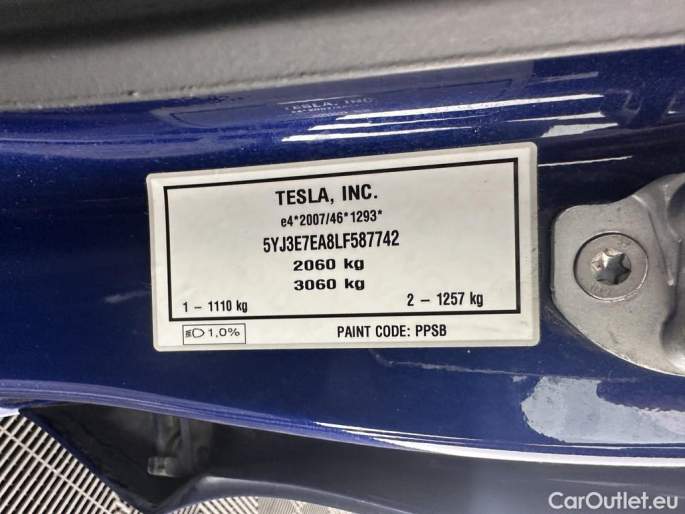 TESLA, INC.
e4*2007/46*1293*
5YJ3E7EA8LF587742
2060 kg
3060 kg
1 - 1110 kg
2 - 1257 kg
1,0%
PAINT CODE: PPSB
CarOutlet.eu